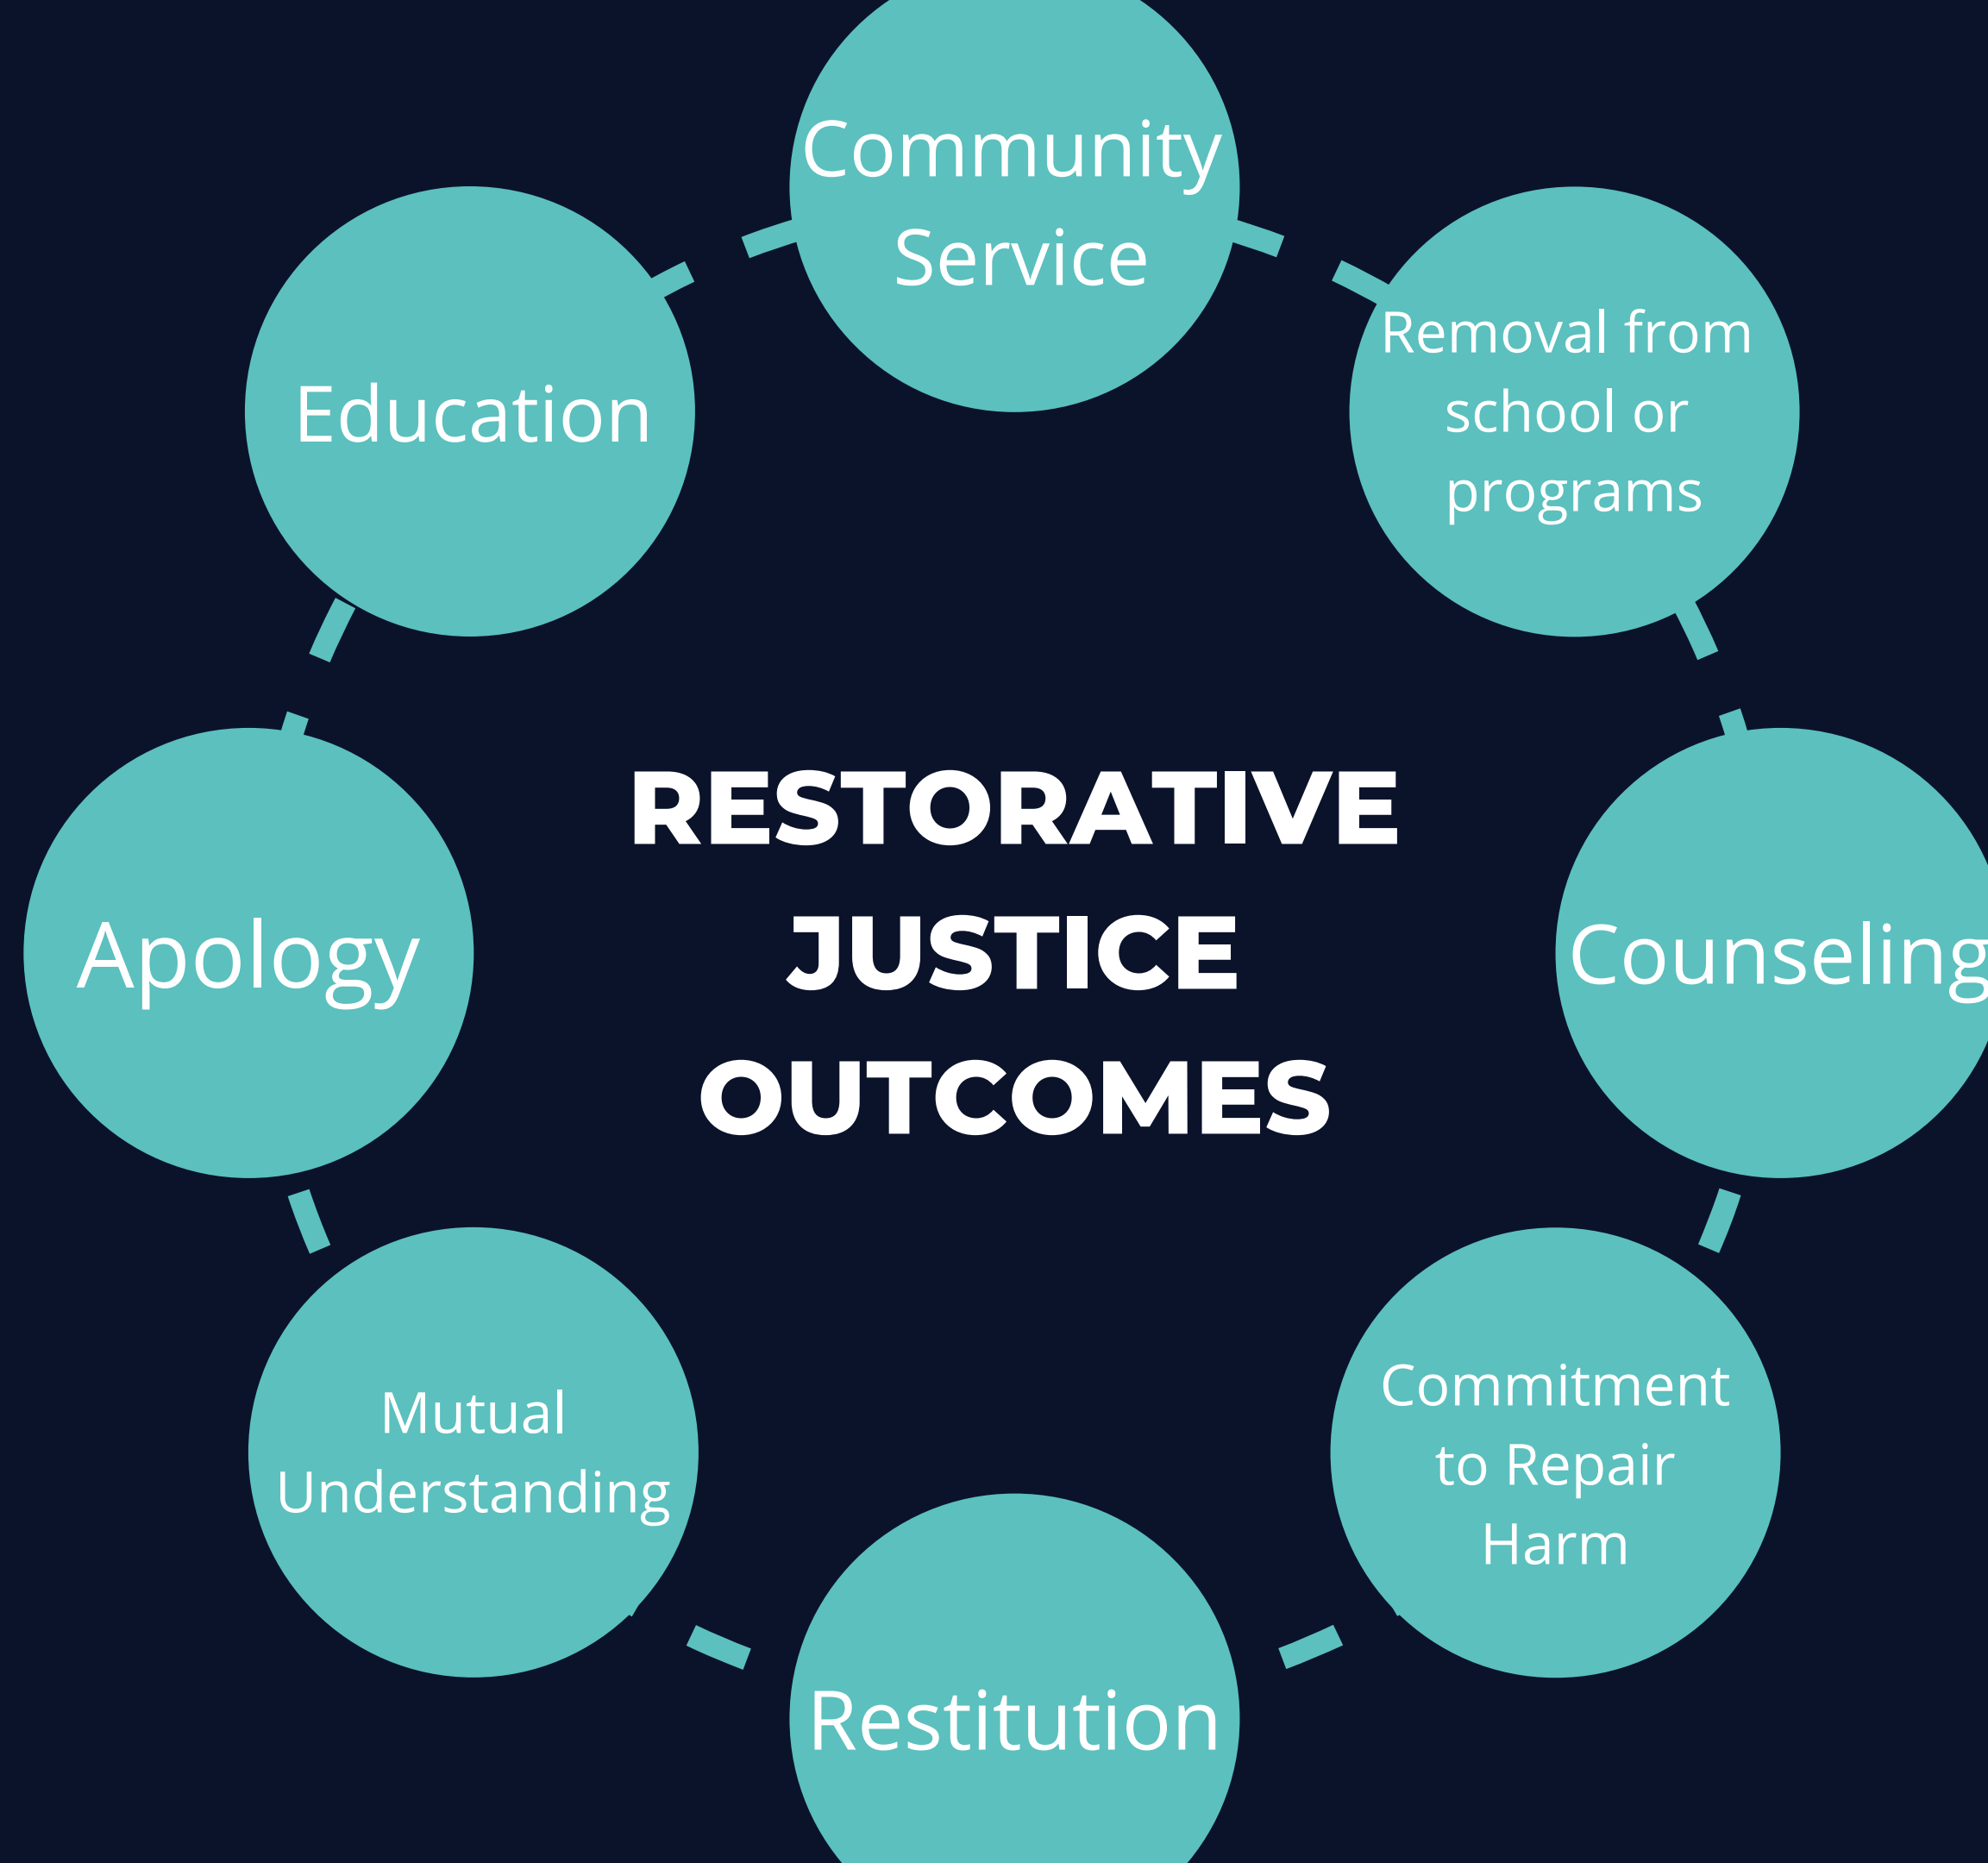 Community
Service
Removal from
school or
programs
Education
RESTORATIVE
JUSTICE
OUTCOMES
Apology
Counseling
Mutual
Understanding
Commitment
to Repair
Harm
Restitution